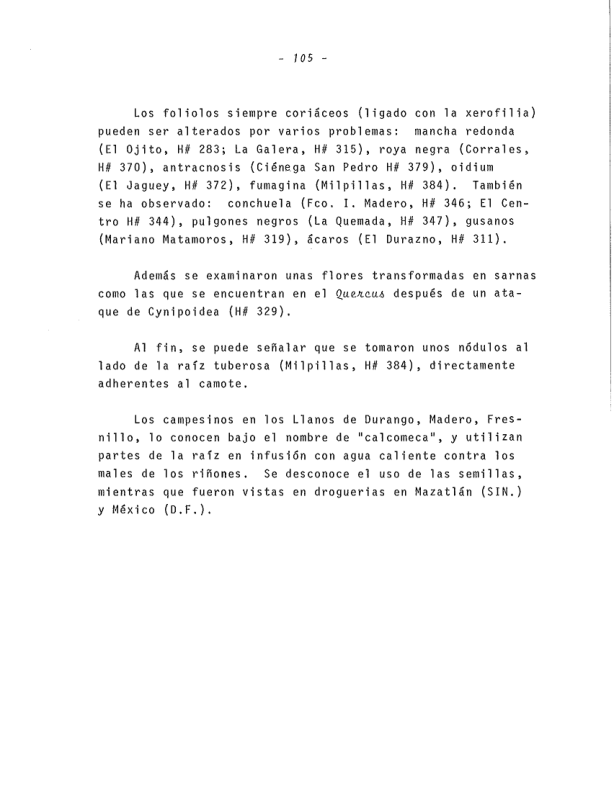 - 105 -
Los foliolos siempre coriáceos (ligado con la xerofilia)
pueden ser alterados por varios problemas: mancha redonda
(El Ojito, H# 283; La Galera, H# 315), roya negra (Corrales,
H# 370), antracnosis (Ciénega San Pedro H# 379), oidium
(El Jaguey, H# 372), fumagina (Milpillas, H# 384). También
se ha observado: conchuela (Fco. I. Madero, H# 346; El Cen-
tro H# 344), pulgones negros (La Quemada, H# 347), gusanos
(Mariano Matamoros, H# 319), ácaros (El Durazno, H# 311).
Además se examinaron unas flores transformadas en sarnas
como las que se encuentran en el Quercus después de un ata-
que de Cynipoidea (H# 329).
Al fin, se puede señalar que se tomaron unos nódulos al
lado de la raíz tuberosa (Milpillas, H# 384), directamente
adherentes al camote.
Los campesinos en los Llanos de Durango, Madero, Fres-
nillo, lo conocen bajo el nombre de "calcomeca", y utilizan
partes de la raíz en infusión con agua caliente contra los
males de los riñones. Se desconoce el uso de las semillas,
mientras que fueron vistas en droguerias en Mazatlán (SIN.)
y México (D.F.).